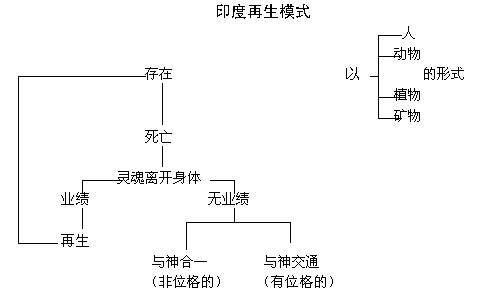 印度再生模式
人
动物
存在
以
的形式
植物
矿物
死亡
灵魂离开身体
业绩
无业绩
再生
与神合一
与神交通
（非位格的）
（有位格的）